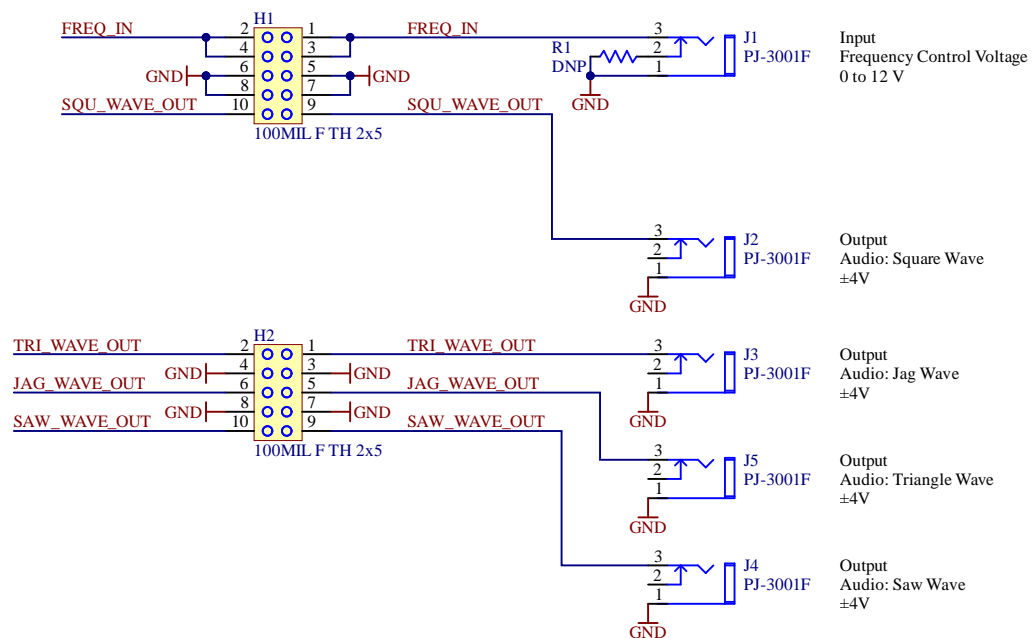 H1
FREQ_IN
2
1
FREQ_IN
4
3
GND
6
5
GND
8
7
SQU_WAVE_OUT
10
9
SQU_WAVE_OUT
100MIL F TH 2x5
R1
DNP
GND
3
2
1
J1
PJ-3001F
Input
Frequency Control Voltage
0 to 12 V
3
2
1
GND
J2
PJ-3001F
Output
Audio: Square Wave
±4V
H2
TRI_WAVE_OUT
2
1
TRI_WAVE_OUT
GND
4
3
GND
JAG_WAVE_OUT
6
5
JAG_WAVE_OUT
GND
8
7
GND
SAW_WAVE_OUT
10
9
SAW_WAVE_OUT
100MIL F TH 2x5
3
2
1
GND
J3
PJ-3001F
Output
Audio: Jag Wave
±4V
3
2
1
GND
J5
PJ-3001F
Output
Audio: Triangle Wave
±4V
3
2
1
GND
J4
PJ-3001F
Output
Audio: Saw Wave
±4V